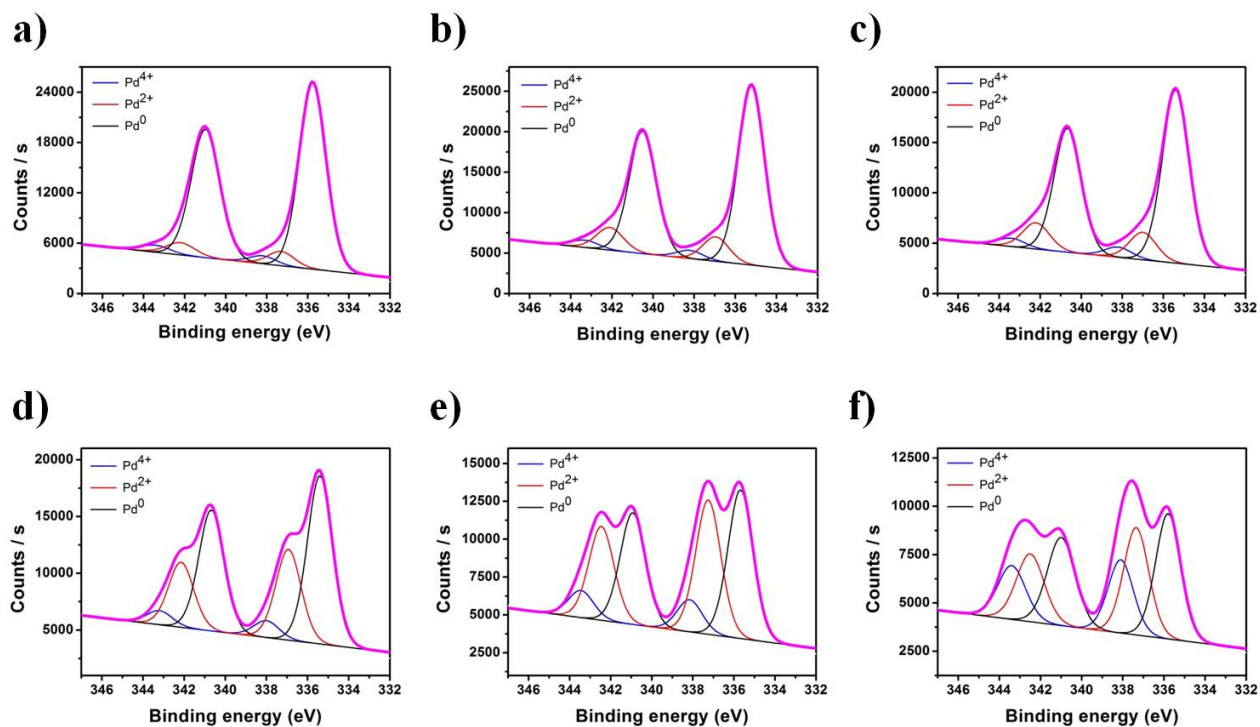 a)
Pd⁴⁺
Pd²⁺
Pd⁰
24000
18000
12000
6000
0
Counts / s
346 344 342 340 338 336 334 332
Binding energy (eV)
b)
Pd⁴⁺
Pd²⁺
Pd⁰
25000
20000
15000
10000
5000
0
Counts / s
346 344 342 340 338 336 334 332
Binding energy (eV)
c)
Pd⁴⁺
Pd²⁺
Pd⁰
20000
15000
10000
5000
0
Counts / s
346 344 342 340 338 336 334 332
Binding energy (eV)
d)
Pd⁴⁺
Pd²⁺
Pd⁰
20000
15000
10000
5000
Counts / s
346 344 342 340 338 336 334 332
Binding energy (eV)
e)
Pd⁴⁺
Pd²⁺
Pd⁰
15000
12500
10000
7500
5000
2500
Counts / s
346 344 342 340 338 336 334 332
Binding energy (eV)
f)
Pd⁴⁺
Pd²⁺
Pd⁰
12500
10000
7500
5000
2500
Counts / s
346 344 342 340 338 336 334 332
Binding energy (eV)